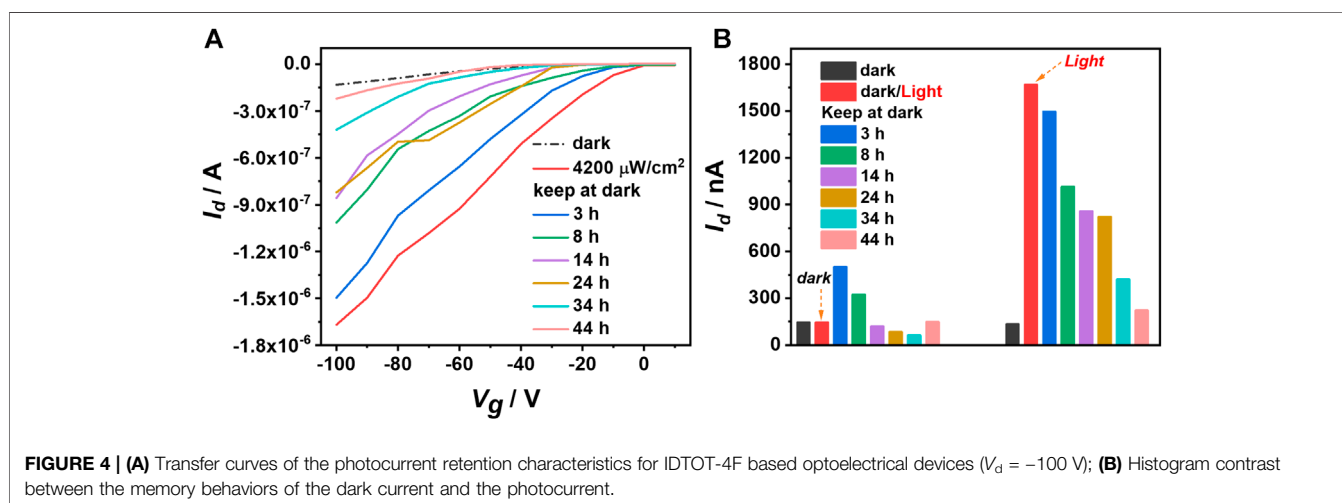 A
0.0
-3.0x10⁻⁷
-6.0x10⁻⁷
-9.0x10⁻⁷
-1.2x10⁻⁶
-1.5x10⁻⁶
-1.8x10⁻⁶
I_d / A
dark
4200 μW/cm²
keep at dark
3 h
8 h
14 h
24 h
34 h
44 h
-100 -80 -60 -40 -20 0
V_g / V
B
1800
1500
1200
900
600
300
0
I_d / nA
dark
dark/Light
Keep at dark
3 h
8 h
14 h
24 h
34 h
44 h
dark
Light
FIGURE 4 | (A) Transfer curves of the photocurrent retention characteristics for IDTOT-4F based optoelectrical devices (V_d = −100 V); (B) Histogram contrast
between the memory behaviors of the dark current and the photocurrent.